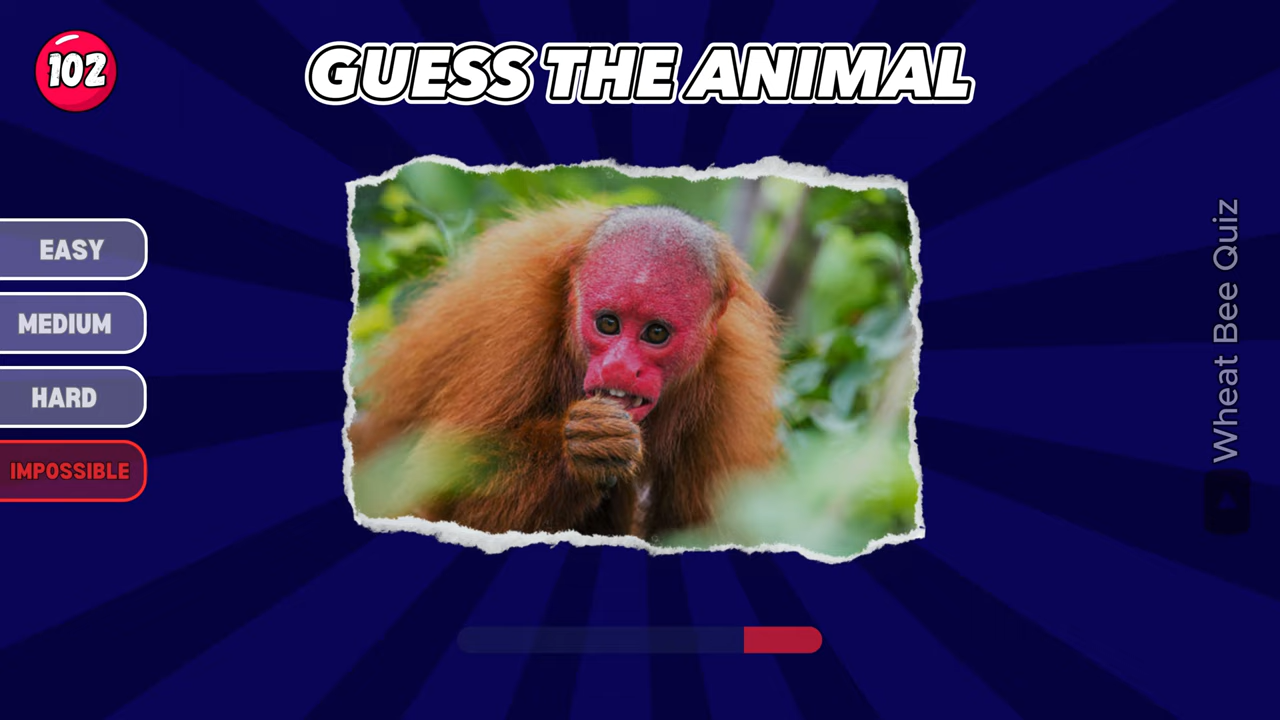 102
GUESS THE ANIMAL
EASY
MEDIUM
HARD
IMPOSSIBLE
Wheat Bee Quiz